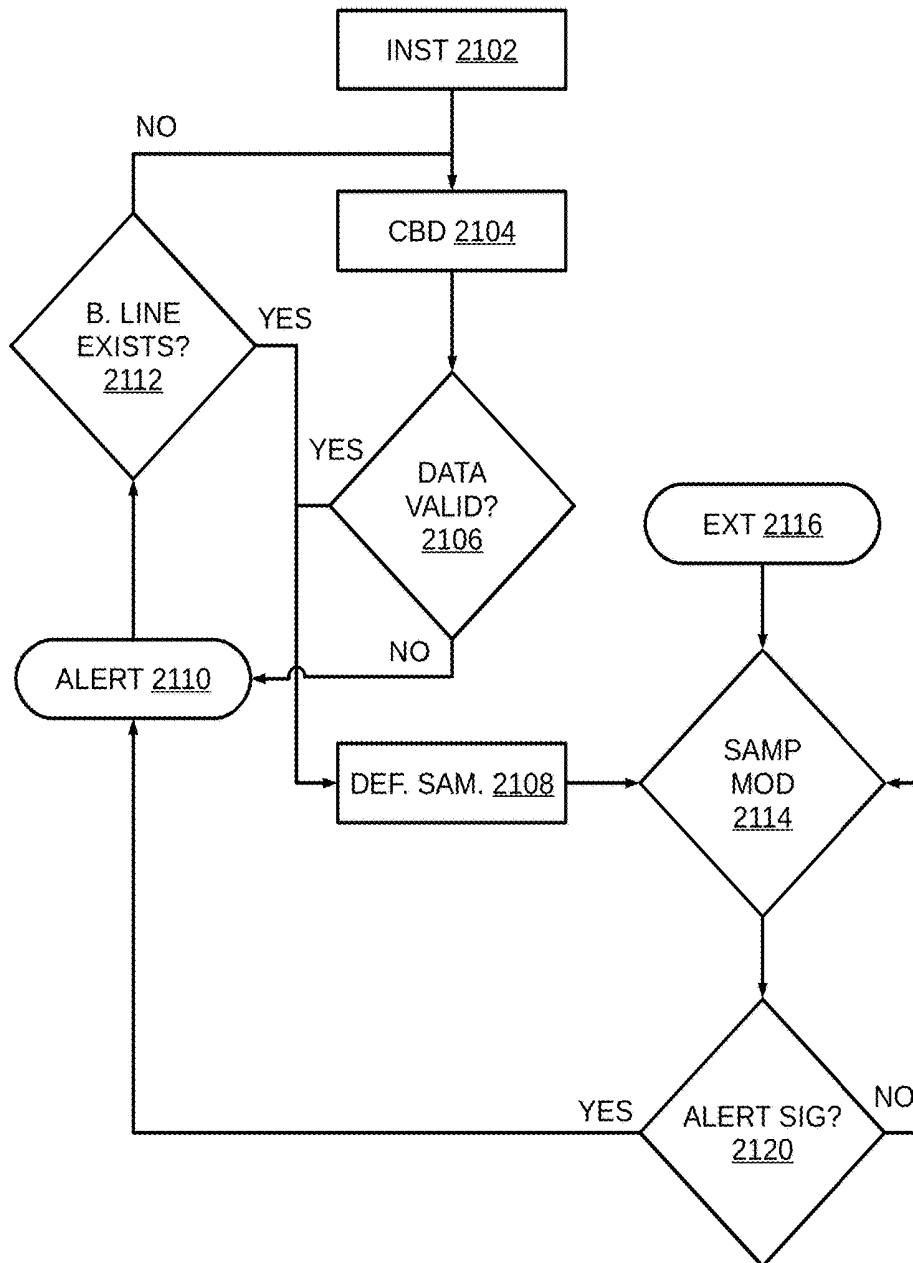 INST 2102
NO
CBD 2104
B. LINE
EXISTS?
2112
YES
YES
DATA
VALID?
2106
EXT 2116
NO
ALERT 2110
DEF. SAM. 2108
SAMP
MOD
2114
YES
ALERT SIG?
2120
NO